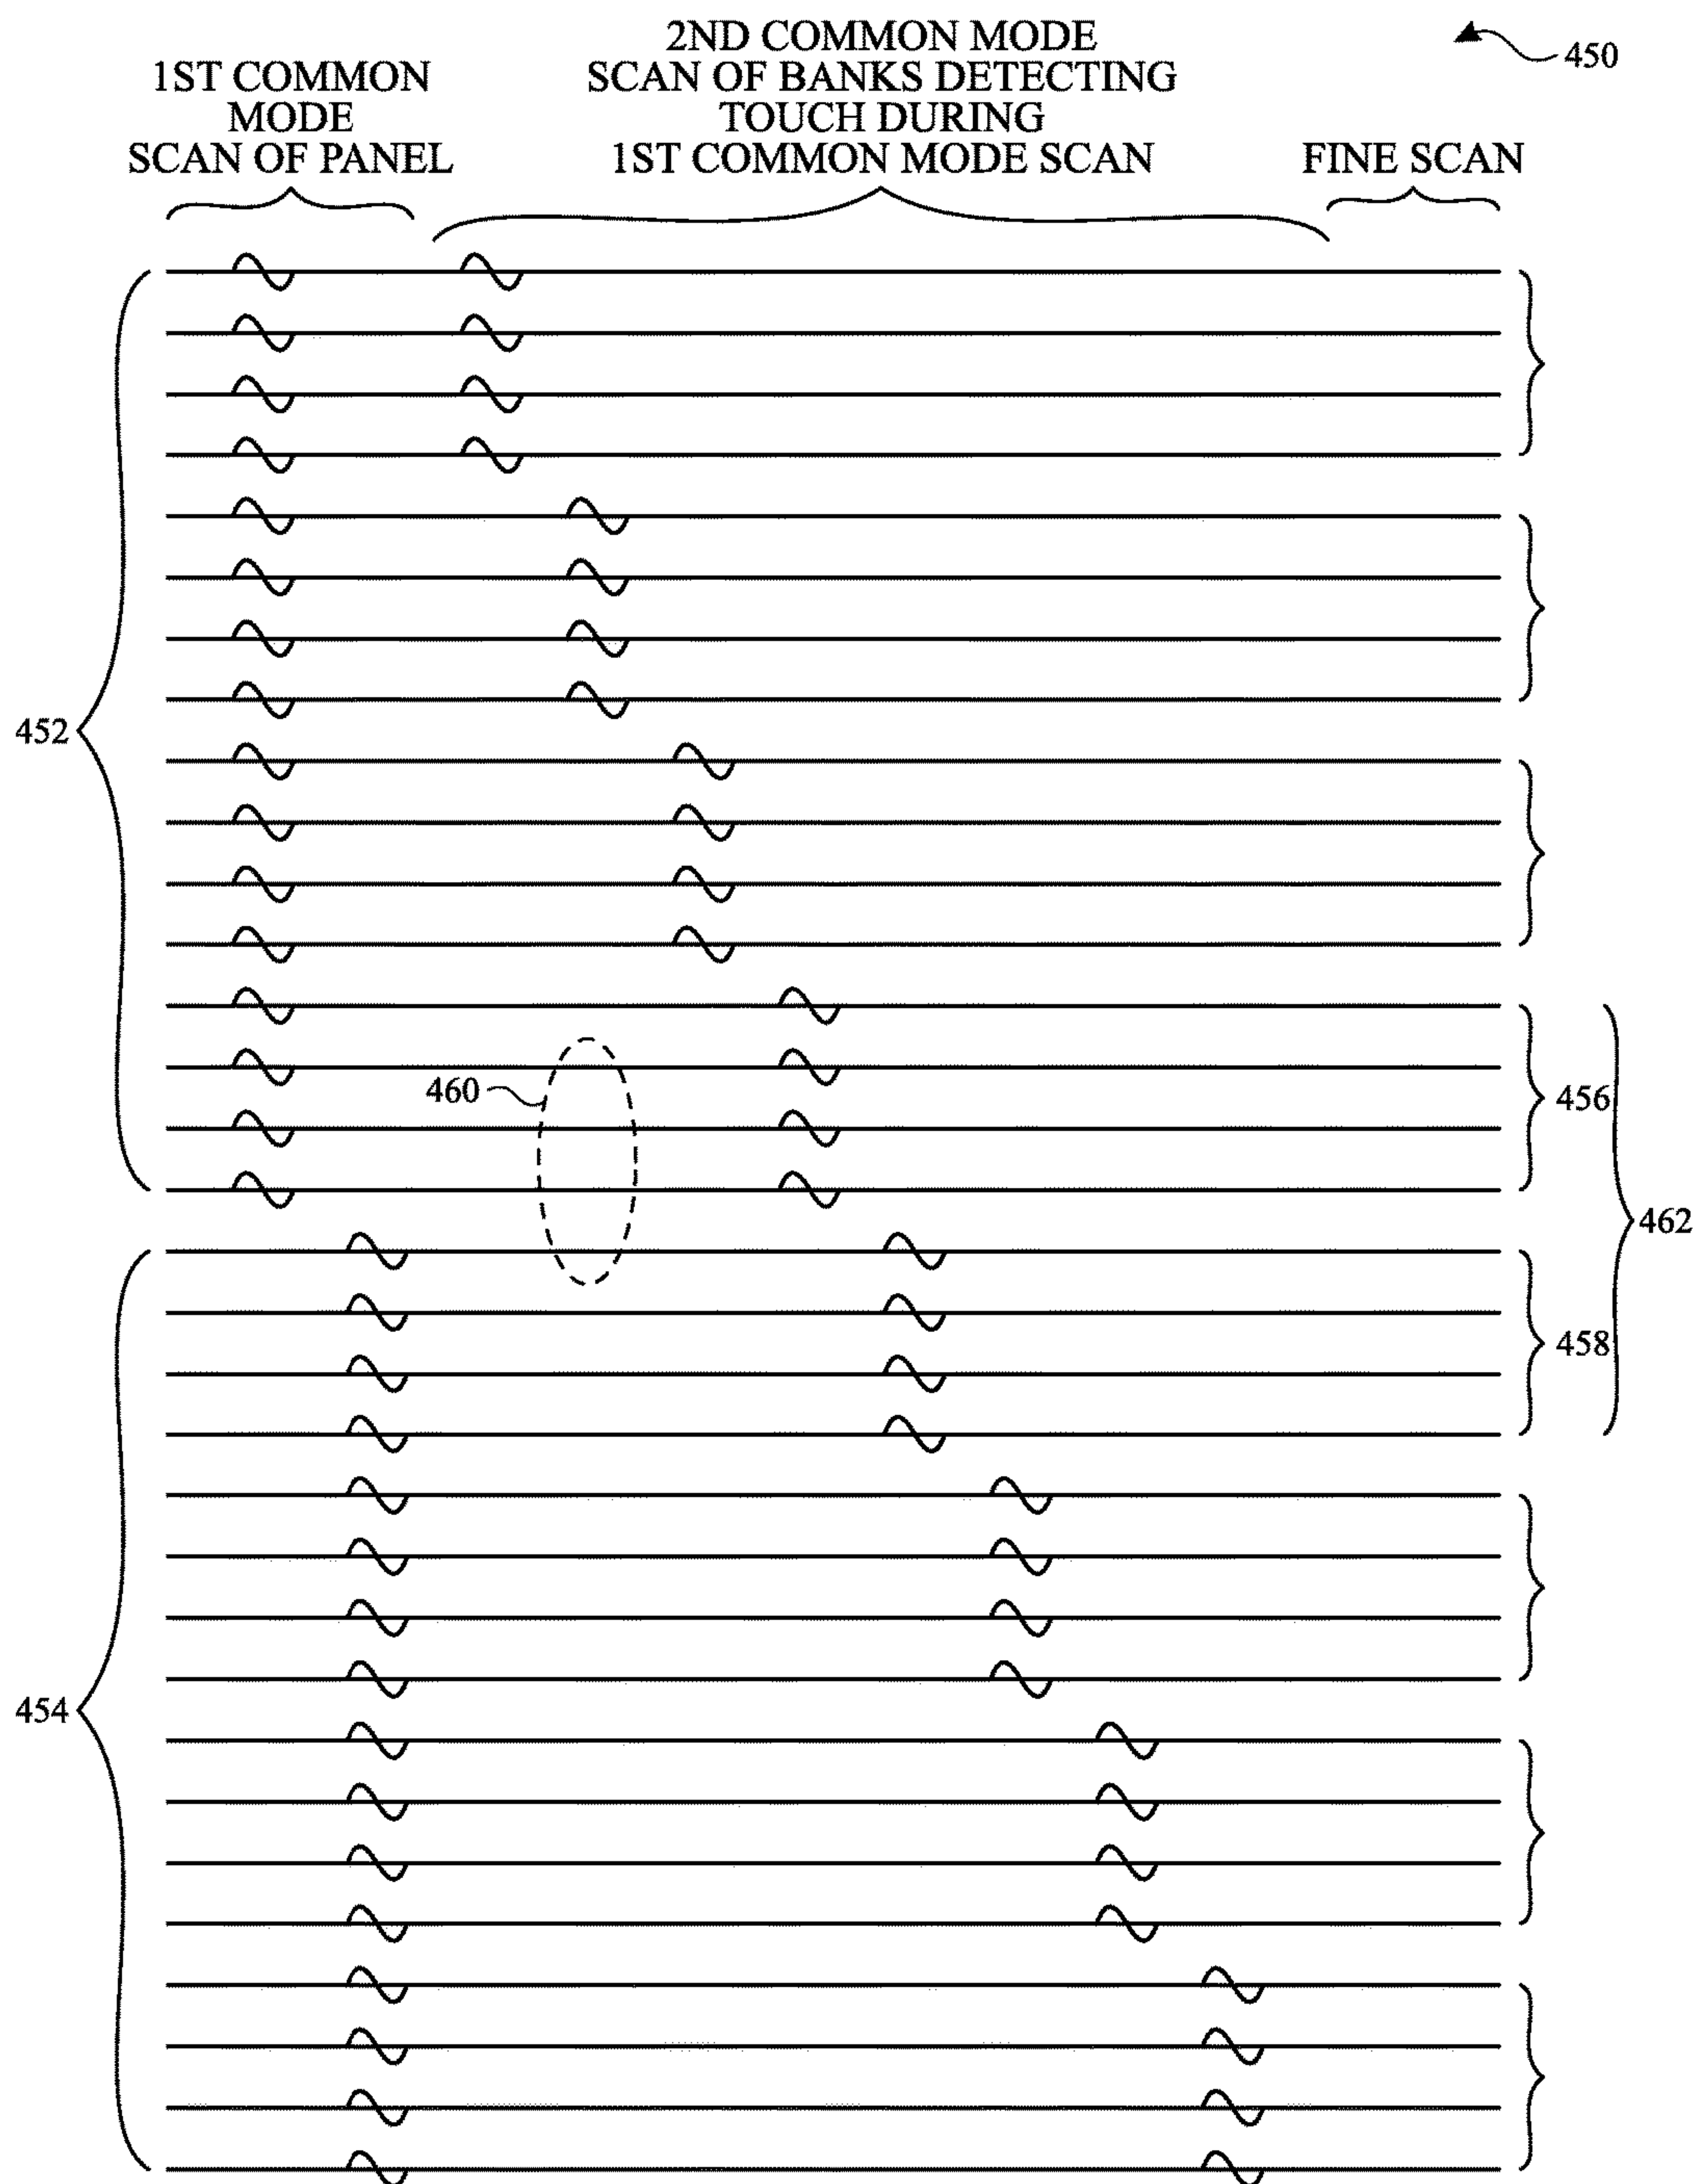 450
2ND COMMON MODE
SCAN OF BANKS DETECTING
TOUCH DURING
1ST COMMON MODE SCAN
1ST COMMON
MODE
SCAN OF PANEL
FINE SCAN
452
460
456
462
458
454